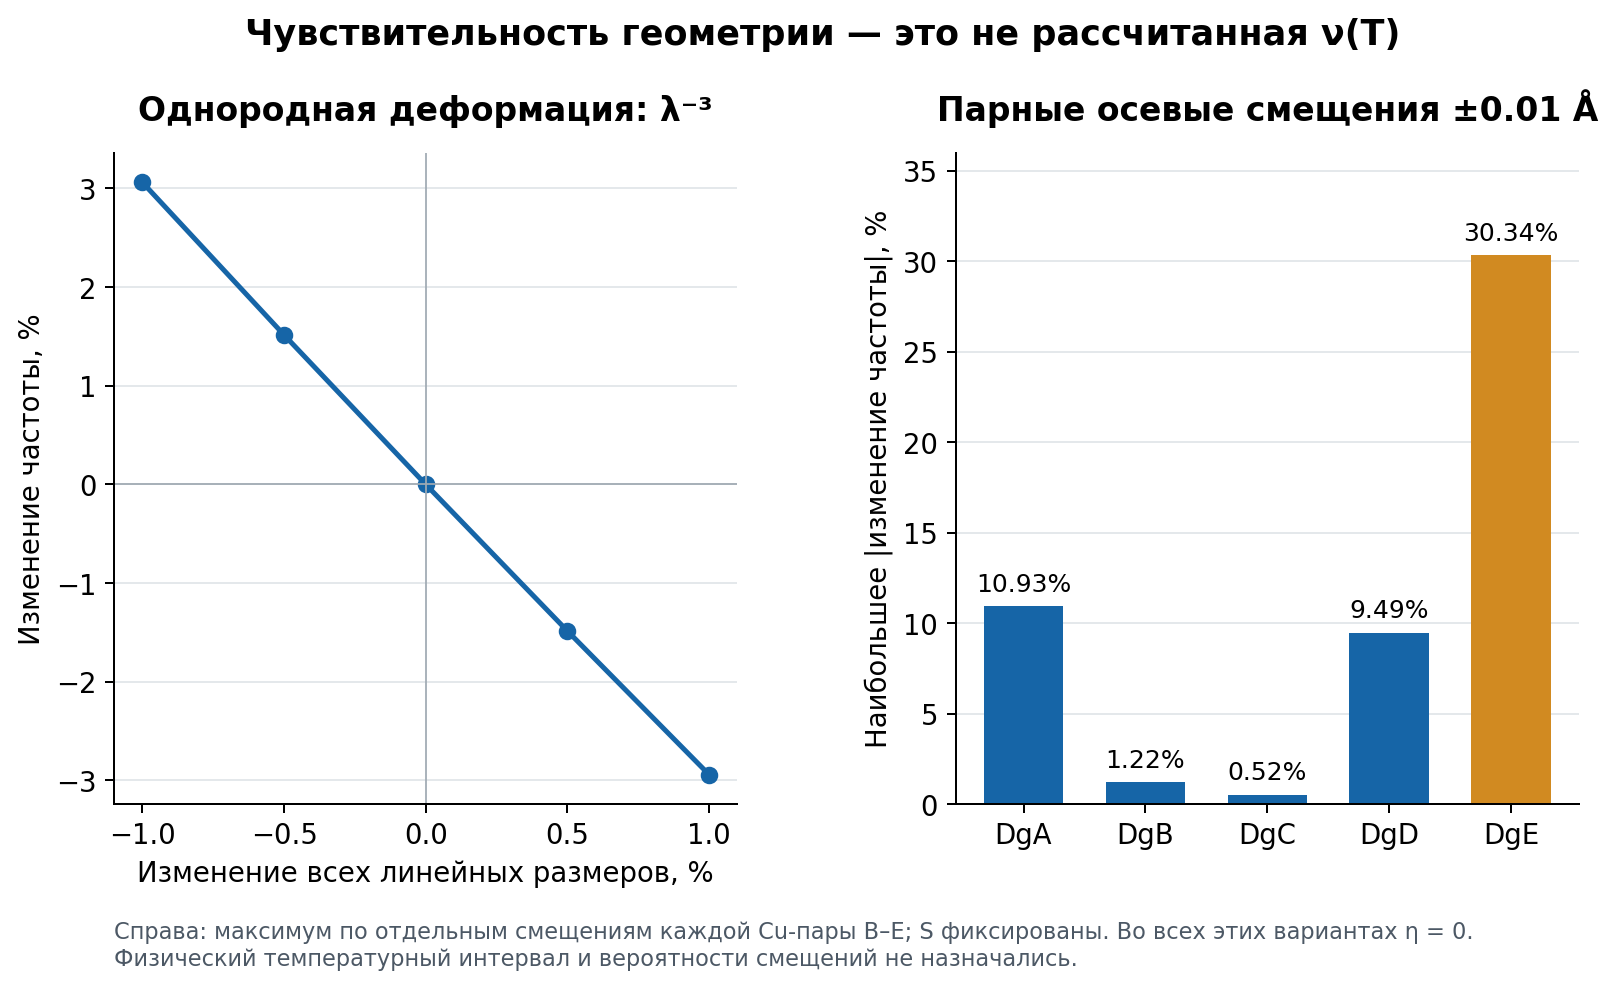 Чувствительность геометрии — это не рассчитанная ν(T)
Однородная деформация: λ⁻³
Изменение частоты, %
3
2
1
0
−1
−2
−3
−1.0
−0.5
0.0
0.5
1.0
Изменение всех линейных размеров, %
Парные осевые смещения ±0.01 Å
Наибольшее |изменение частоты|, %
35
30
25
20
15
10
5
0
10.93%
1.22%
0.52%
9.49%
30.34%
DgA
DgB
DgC
DgD
DgE
Справа: максимум по отдельным смещениям каждой Cu-пары B–E; S фиксированы. Во всех этих вариантах η = 0.
Физический температурный интервал и вероятности смещений не назначались.